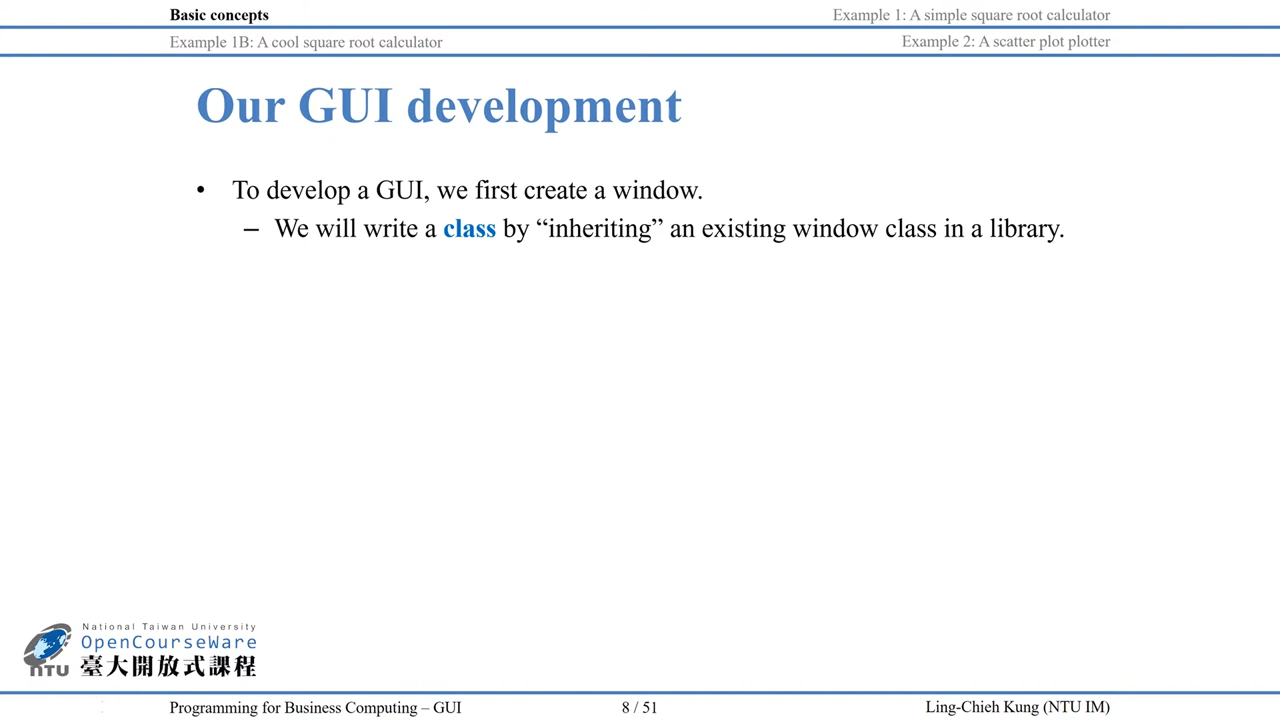 Basic concepts
Example 1: A simple square root calculator
Example 1B: A cool square root calculator
Example 2: A scatter plot plotter
Our GUI development
• To develop a GUI, we first create a window.
– We will write a class by “inheriting” an existing window class in a library.
National Taiwan University
OpenCourseWare
NTU 臺大開放式課程
Programming for Business Computing – GUI
8 / 51
Ling-Chieh Kung (NTU IM)